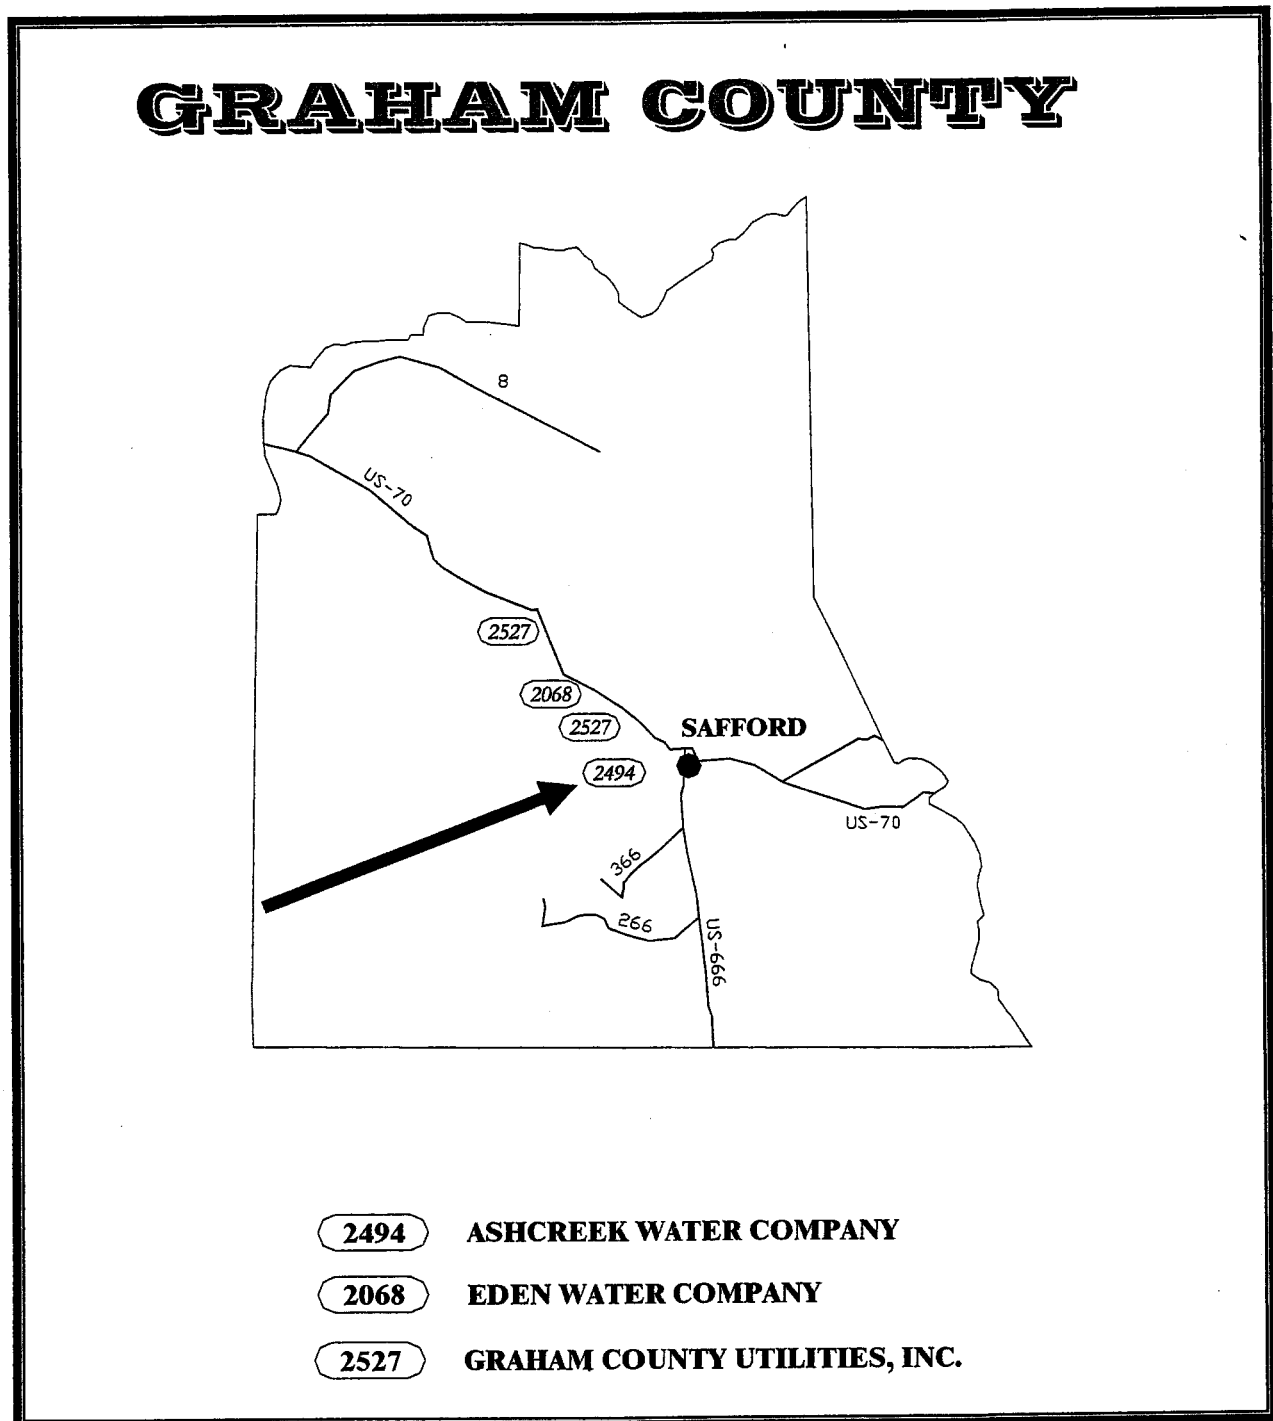 GRAHAM COUNTY
8
US-70
2527
2068
2527
SAFFORD
2494
US-70
366
266
US-666
2494 ASHCREEK WATER COMPANY
2068 EDEN WATER COMPANY
2527 GRAHAM COUNTY UTILITIES, INC.